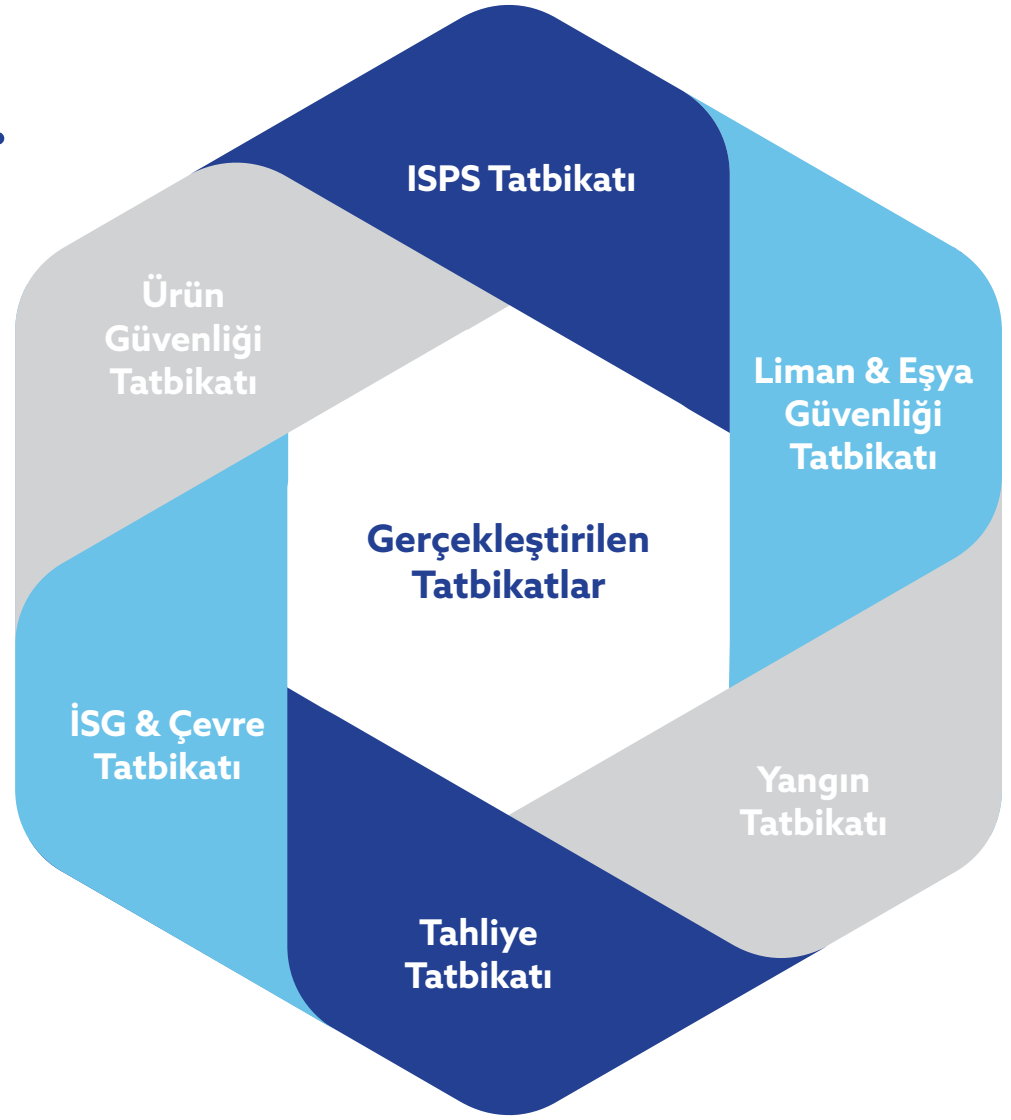 ISPS Tatbikatı
Ürün
Güvenliği
Tatbikatı
Liman & Eşya
Güvenliği
Tatbikatı
Gerçekleştirilen
Tatbikatlar
İSG & Çevre
Tatbikatı
Yangın
Tatbikatı
Tahliye
Tatbikatı